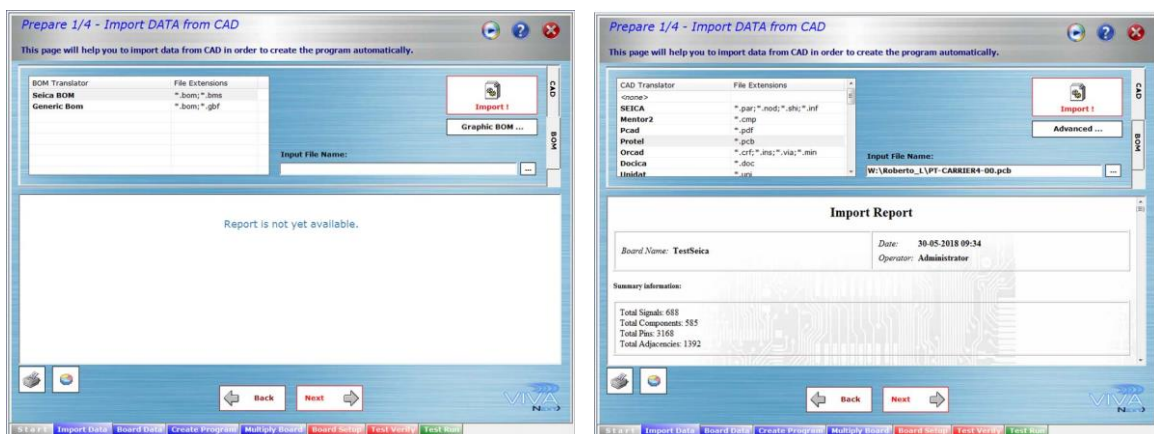 Prepare 1/4 - Import DATA from CAD
This page will help you to import data from CAD in order to create the program automatically.
BOM Translator File Extensions
Seica BOM *.bom;*.bms
Generic Bom *.bom;*.gbf
Import !
Graphic BOM ...
CAD
BOM
Input File Name:
...
Report is not yet available.
Back Next
VIVA
Start Import Data Board Data Create Program Multiply Board Board Setup Test Verify Test Run
Prepare 1/4 - Import DATA from CAD
This page will help you to import data from CAD in order to create the program automatically.
CAD Translator File Extensions
<none>
SEICA *.par;*.nod;*.shi;*.inf
Mentor2 *.cmp
Pcad *.pdf
Protel *.pcb
Orcad *.crf;*.ins;*.via;*.min
Docica *.doc
Unidat *.uni
Import !
Advanced ...
CAD
BOM
Input File Name:
W:\Roberto_L\PT-CARRIER4-00.pcb ...
Import Report
Board Name: TestSeica
Date: 30-05-2018 09:34
Operator: Administrator
Summary information:
Total Signals: 688
Total Components: 585
Total Pins: 3168
Total Adjacencies: 1392
Back Next
VIVA
Start Import Data Board Data Create Program Multiply Board Board Setup Test Verify Test Run